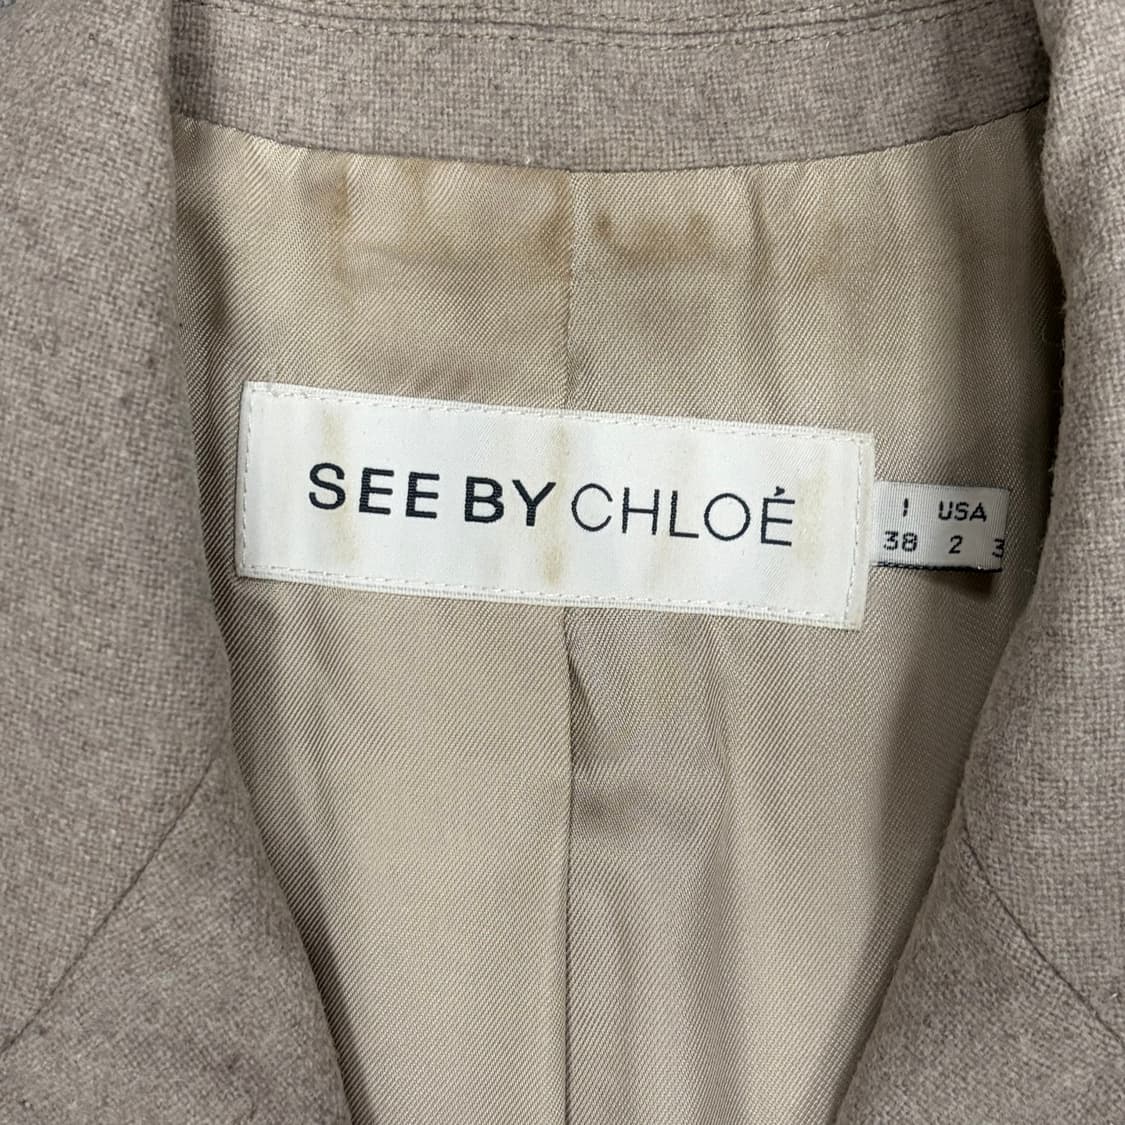 SEE BY CHLOÉ
I USA
38 2